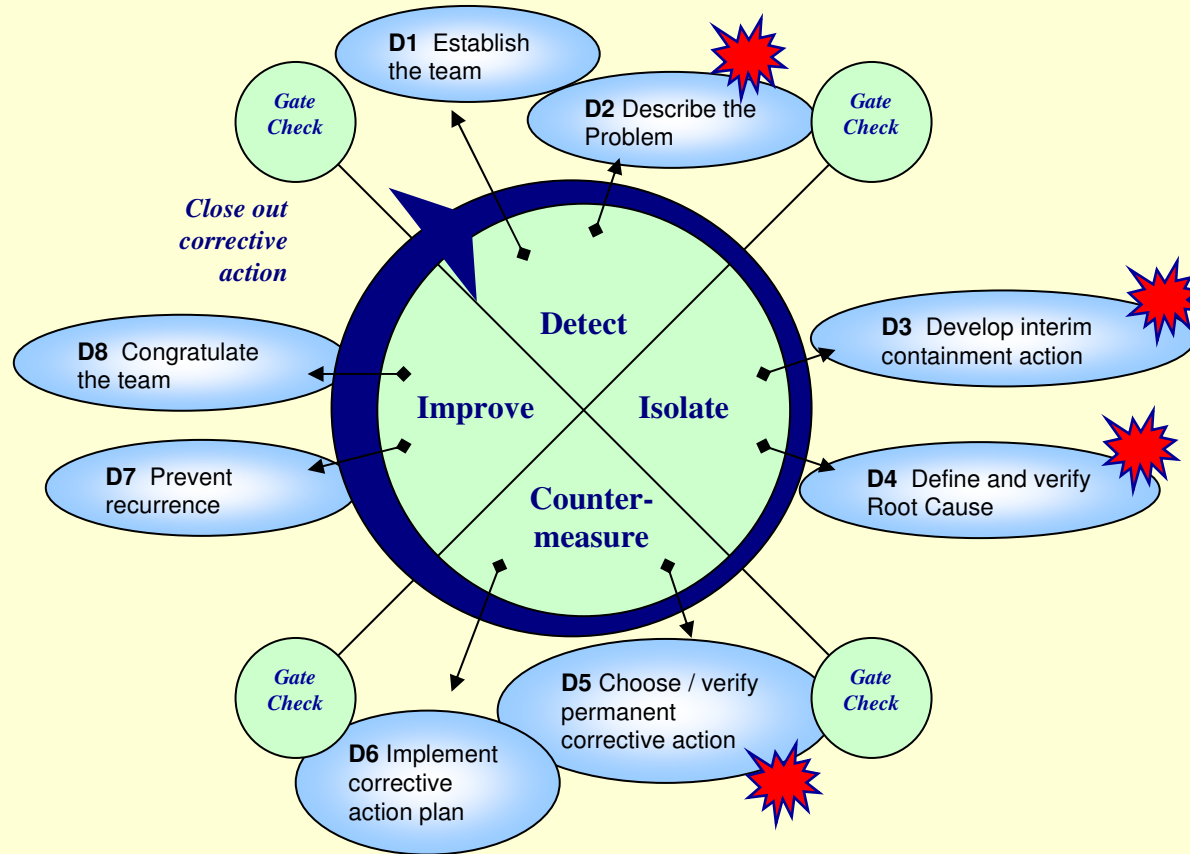 D1 Establish
the team
D2 Describe the
Problem
Gate
Check
Gate
Check
Close out
corrective
action
Detect
D3 Develop interim
containment action
D8 Congratulate
the team
Improve
Isolate
D7 Prevent
recurrence
D4 Define and verify
Root Cause
Counter-
measure
Gate
Check
D5 Choose / verify
permanent
corrective action
Gate
Check
D6 Implement
corrective
action plan